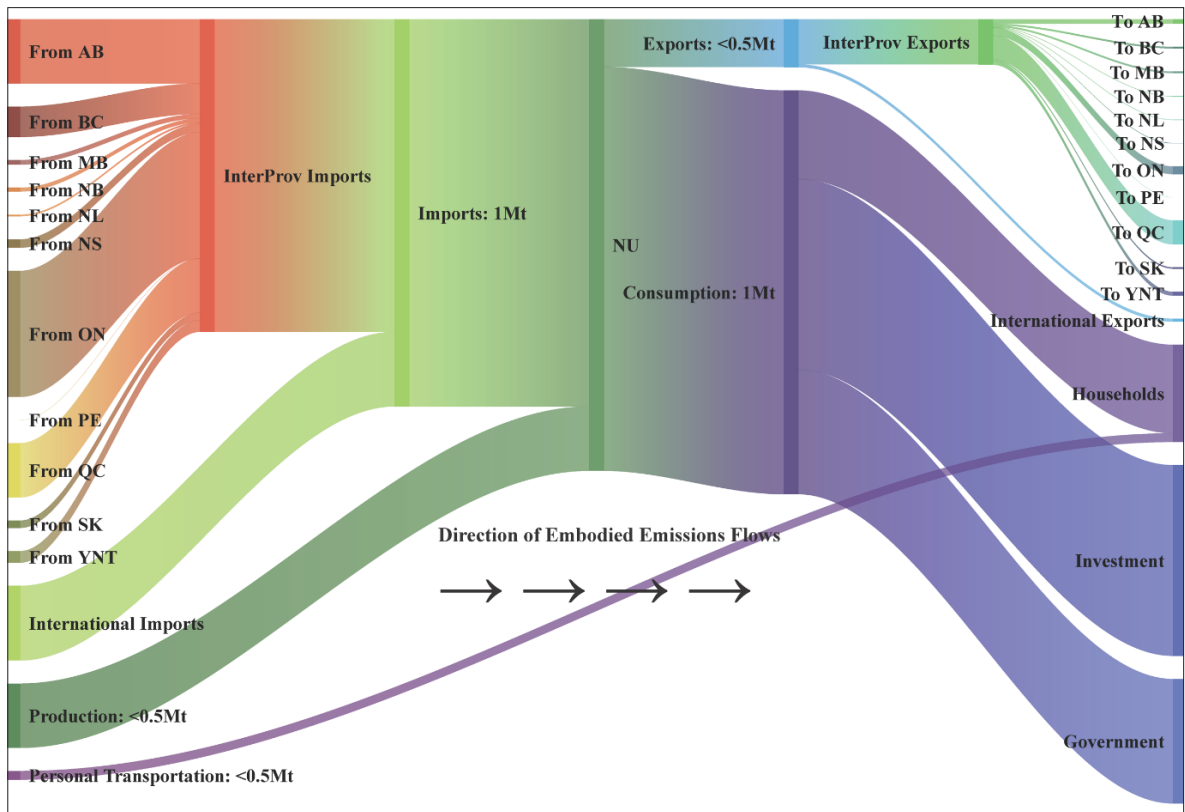 From AB
From BC
From MB
From NB
From NL
From NS
From ON
From PE
From QC
From SK
From YNT
International Imports
Production: <0.5Mt
Personal Transportation: <0.5Mt
InterProv Imports
Imports: 1Mt
NU
Exports: <0.5Mt
Consumption: 1Mt
InterProv Exports
Direction of Embodied Emissions Flows
To AB
To BC
To MB
To NB
To NL
To NS
To ON
To PE
To QC
To SK
To YNT
International Exports
Households
Investment
Government